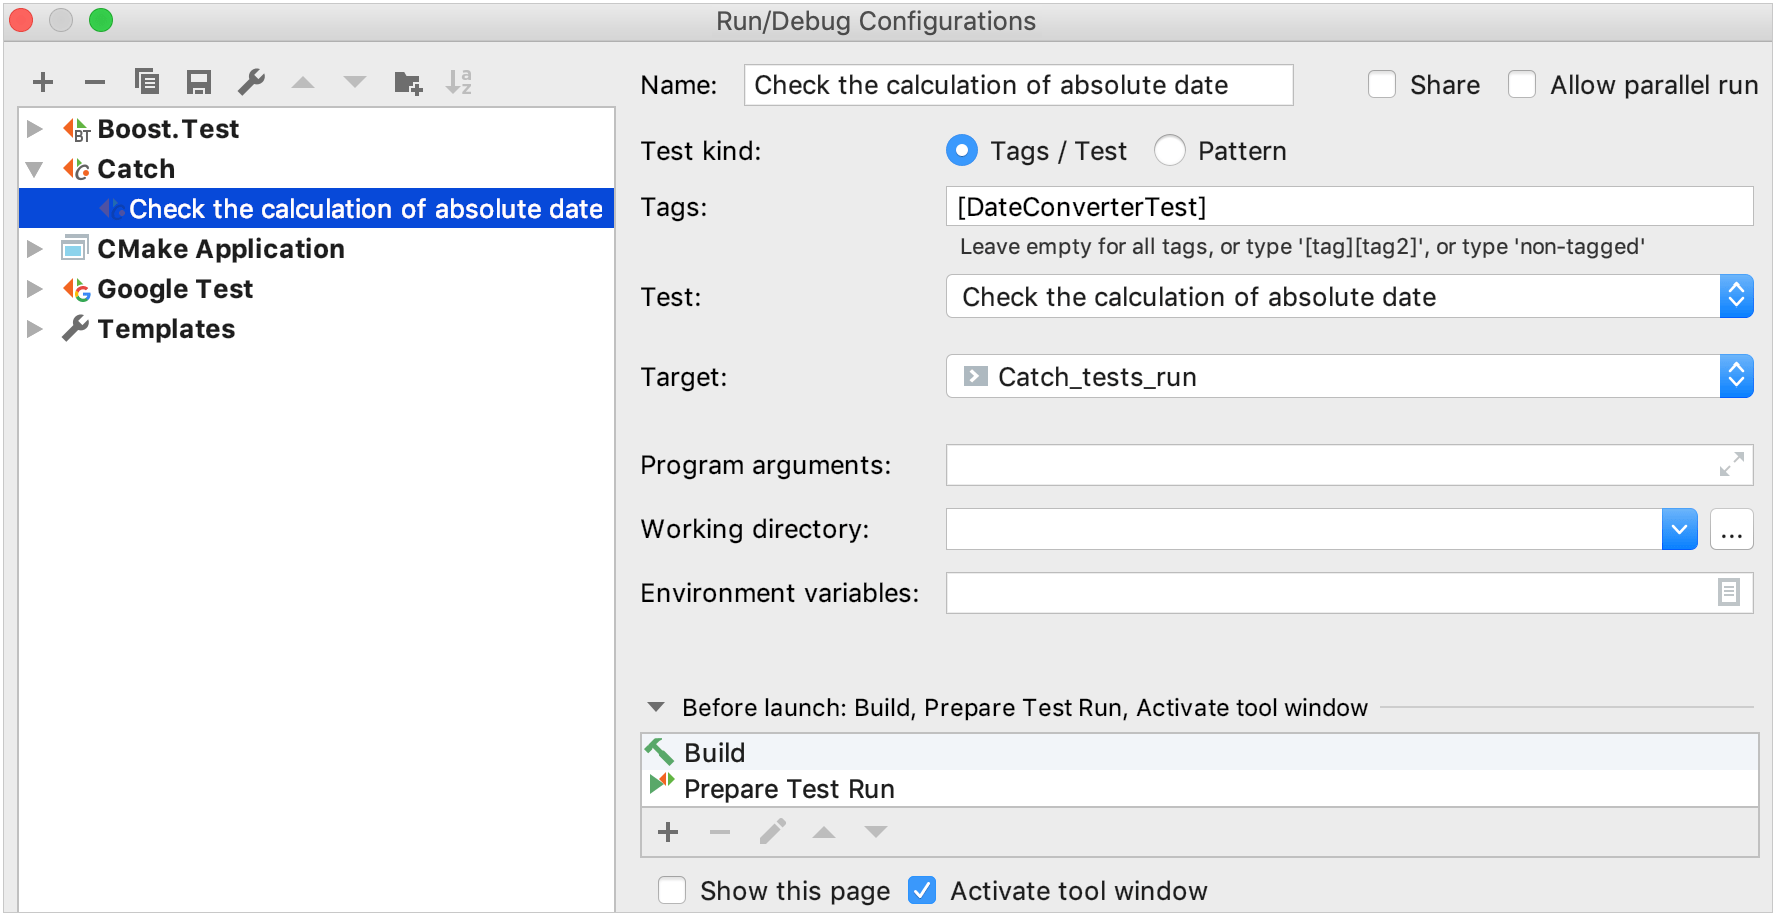 Run/Debug Configurations
Name: Check the calculation of absolute date Share Allow parallel run
Boost.Test
Catch
Check the calculation of absolute date
CMake Application
Google Test
Templates
Test kind: Tags / Test Pattern
Tags: [DateConverterTest]
Leave empty for all tags, or type '[tag][tag2]', or type 'non-tagged'
Test: Check the calculation of absolute date
Target: Catch_tests_run
Program arguments:
Working directory: ...
Environment variables:
Before launch: Build, Prepare Test Run, Activate tool window
Build
Prepare Test Run
Show this page Activate tool window